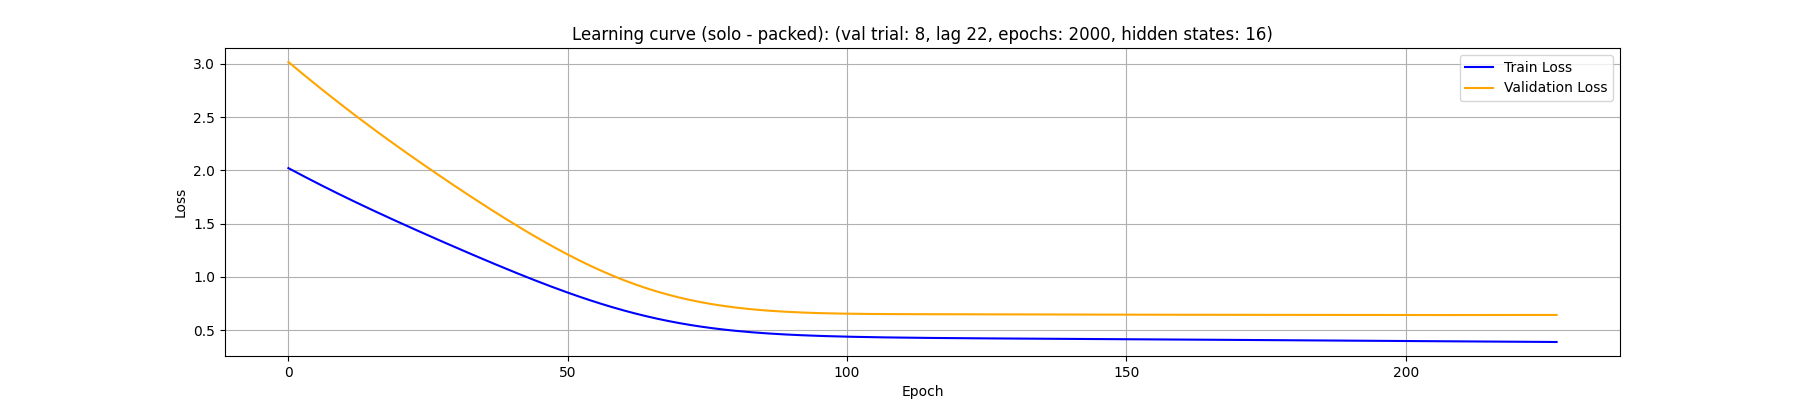 Learning curve (solo - packed): (val trial: 8, lag 22, epochs: 2000, hidden states: 16)
3.0
2.5
2.0
1.5
1.0
0.5
Loss
Train Loss
Validation Loss
0 50 100 150 200
Epoch